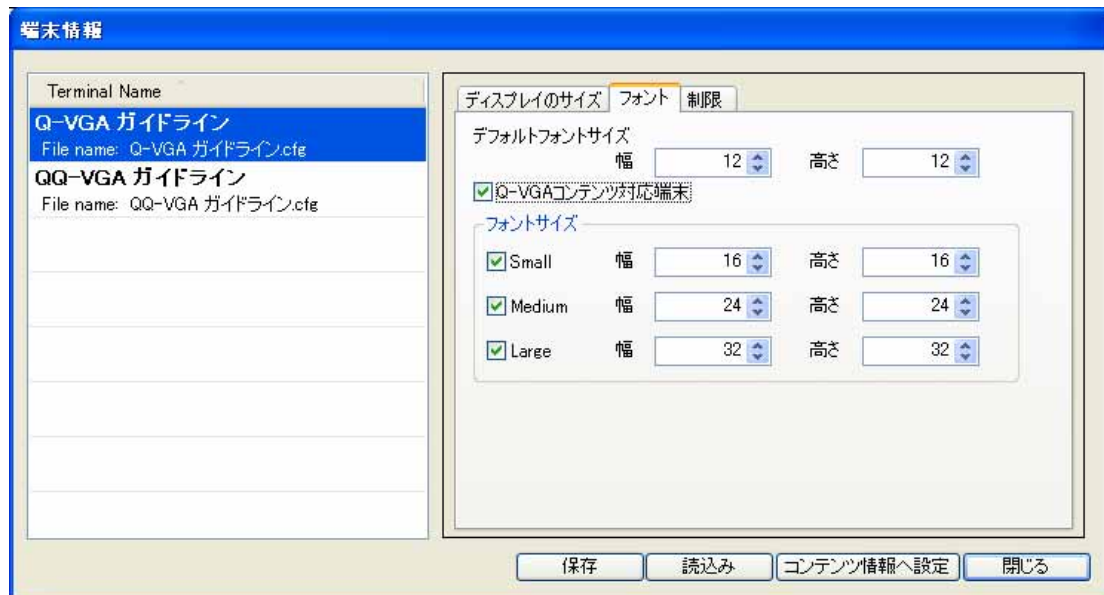 端末情報
Terminal Name
Q-VGA ガイドライン
File name: Q-VGA ガイドライン.cfg
QQ-VGA ガイドライン
File name: QQ-VGA ガイドライン.cfg
ディスプレイのサイズ フォント 制限
デフォルトフォントサイズ
幅 12 高さ 12
Q-VGAコンテンツ対応端末
フォントサイズ
Small 幅 16 高さ 16
Medium 幅 24 高さ 24
Large 幅 32 高さ 32
保存 読込み コンテンツ情報へ設定 閉じる